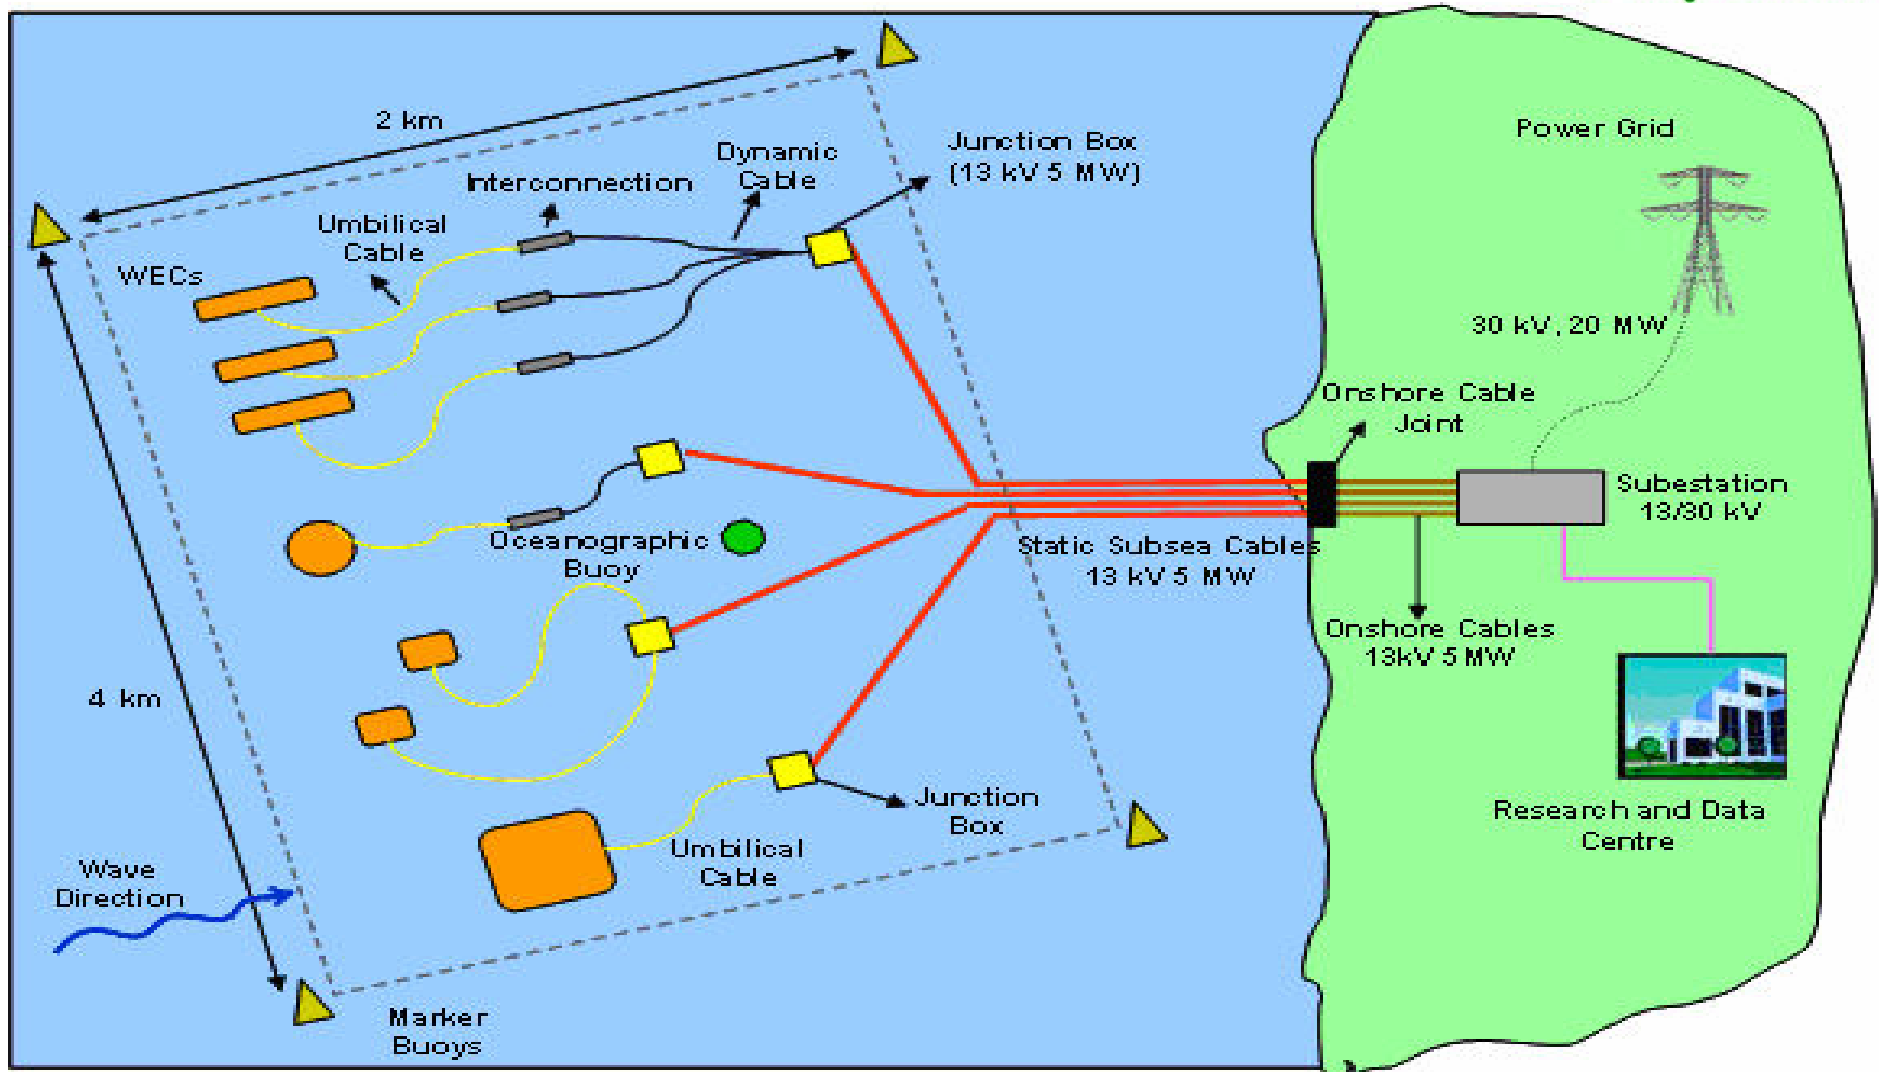 2 km
Junction Box
(13 kV 5 MW)
Dynamic
Cable
Interconnection
Umbilical
Cable
WECs
Power Grid
30 kV, 20 MW
Onshore Cable
Joint
Subestation
13/30 kV
Oceanographic
Buoy
Static Subsea Cables
13 kV 5 MW
Onshore Cables
13kV 5 MW
4 km
Junction
Box
Umbilical
Cable
Research and Data
Centre
Wave
Direction
Marker
Buoys